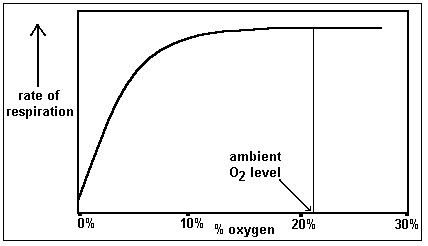 rate of
respiration
ambient
O2 level
0%
10%
20%
30%
% oxygen